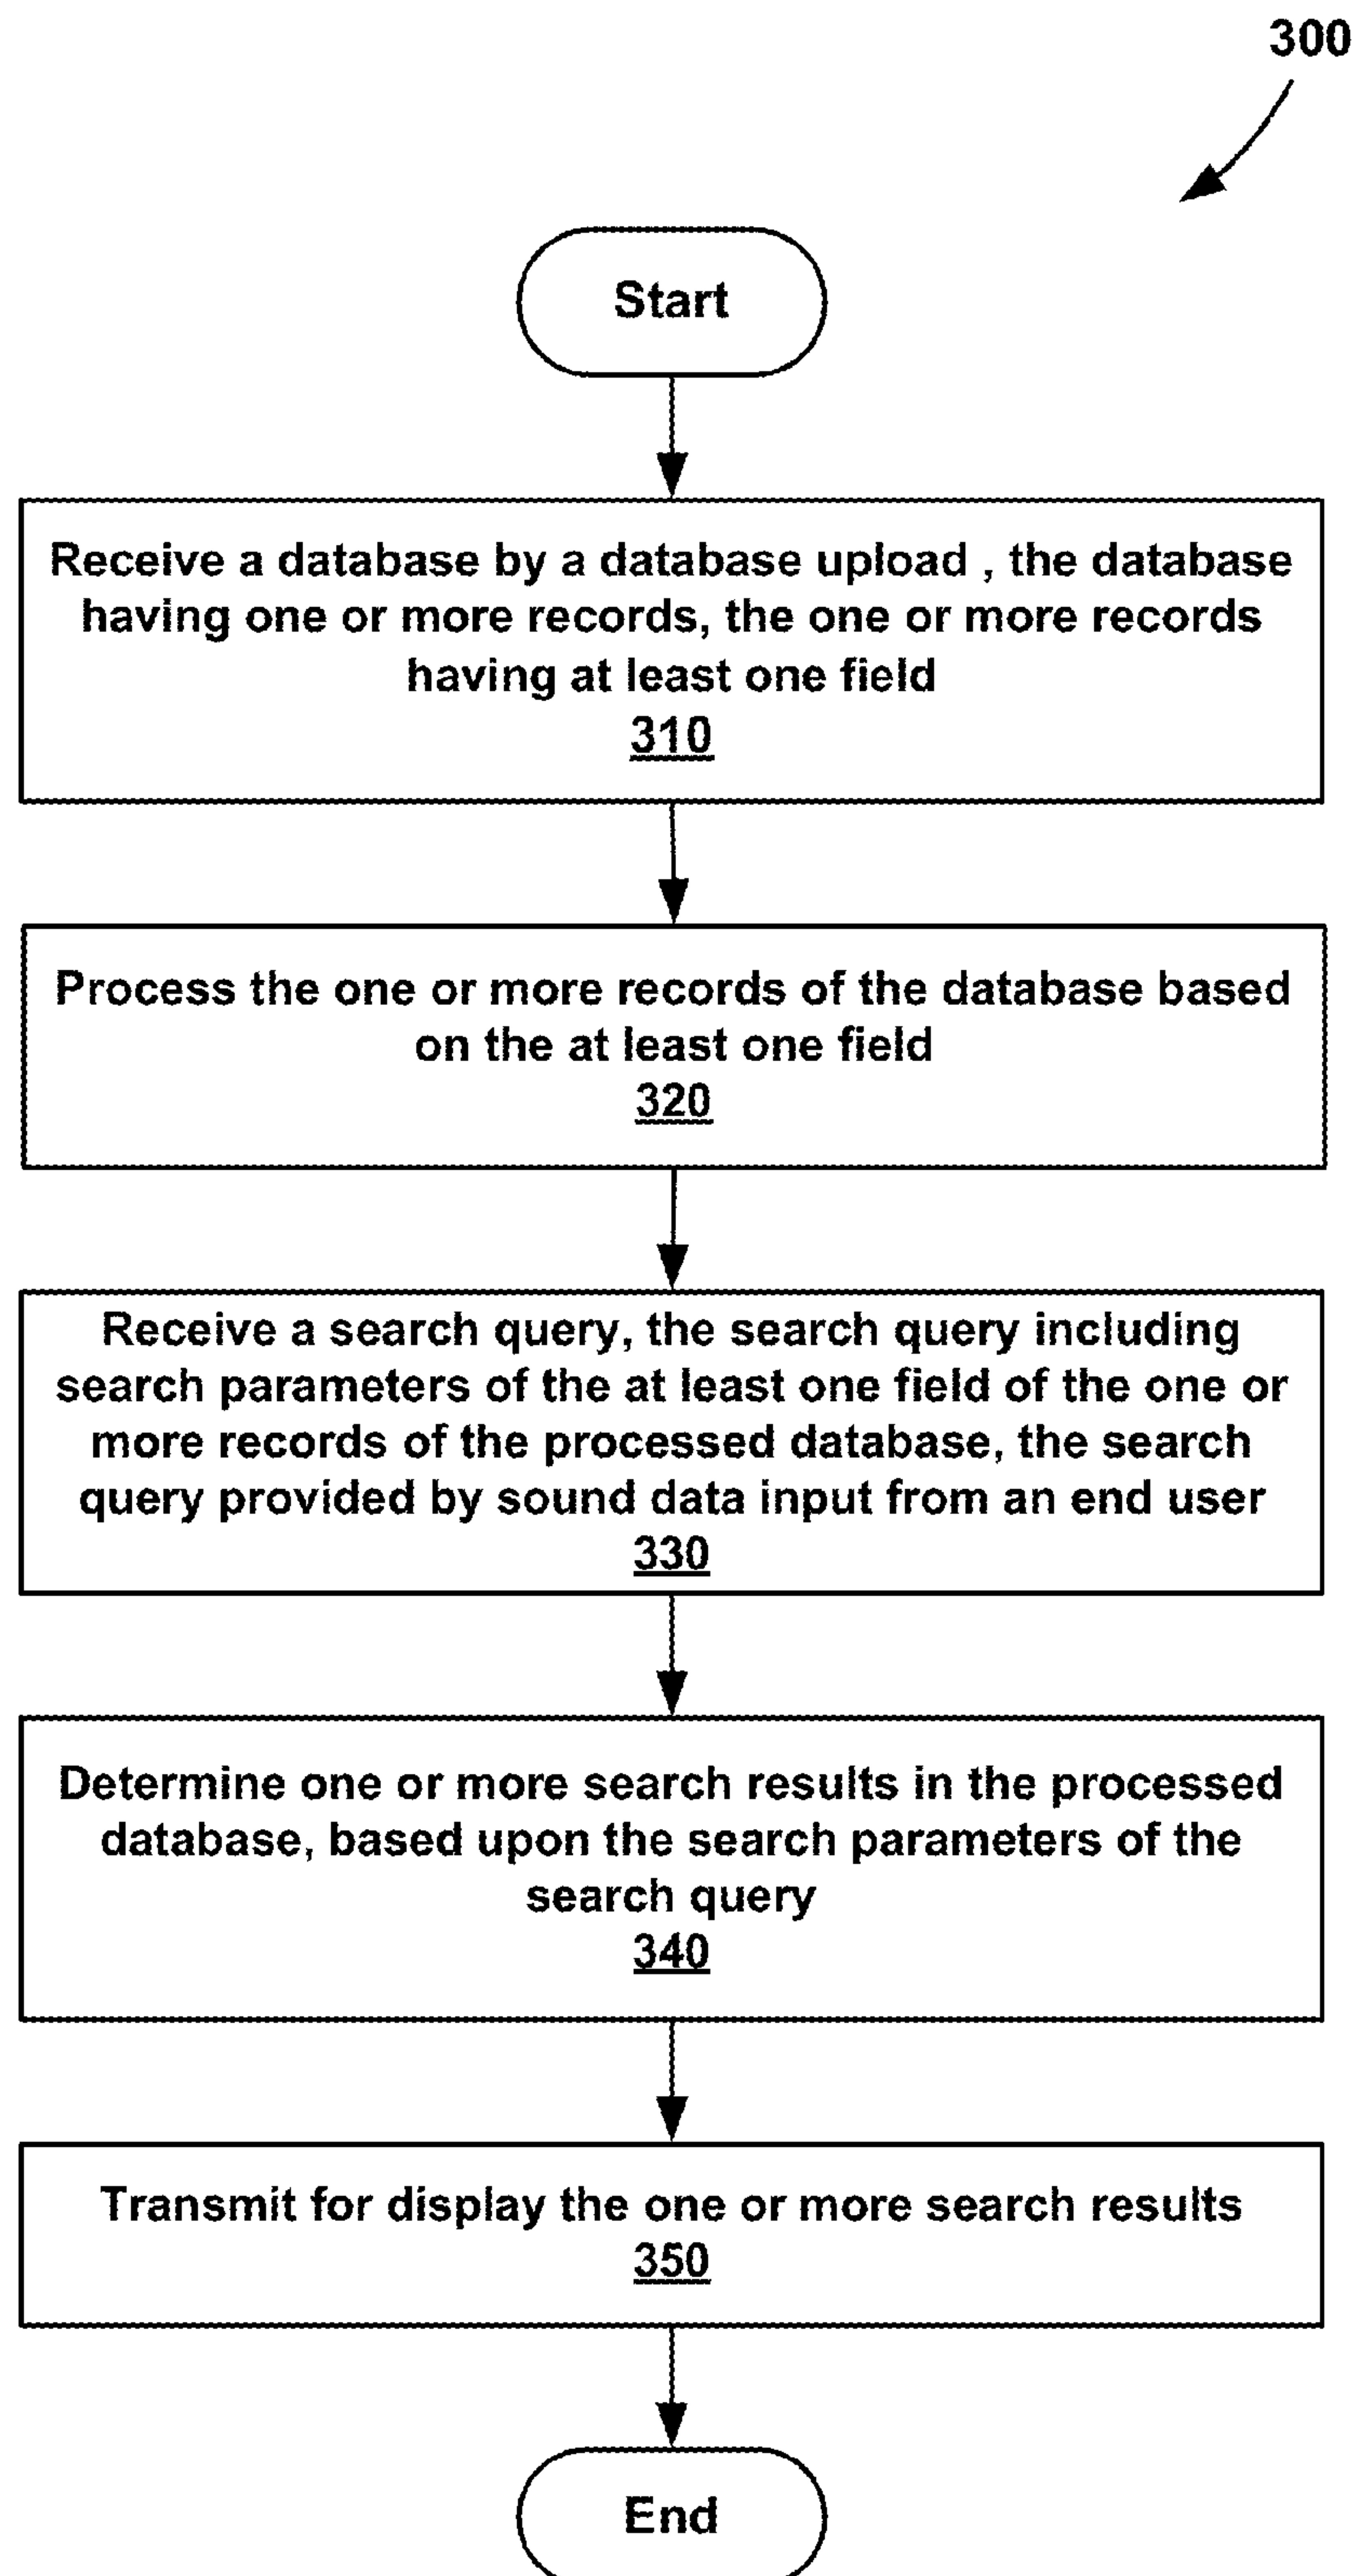 300
Start
Receive a database by a database upload , the database
having one or more records, the one or more records
having at least one field
310
Process the one or more records of the database based
on the at least one field
320
Receive a search query, the search query including
search parameters of the at least one field of the one or
more records of the processed database, the search
query provided by sound data input from an end user
330
Determine one or more search results in the processed
database, based upon the search parameters of the
search query
340
Transmit for display the one or more search results
350
End